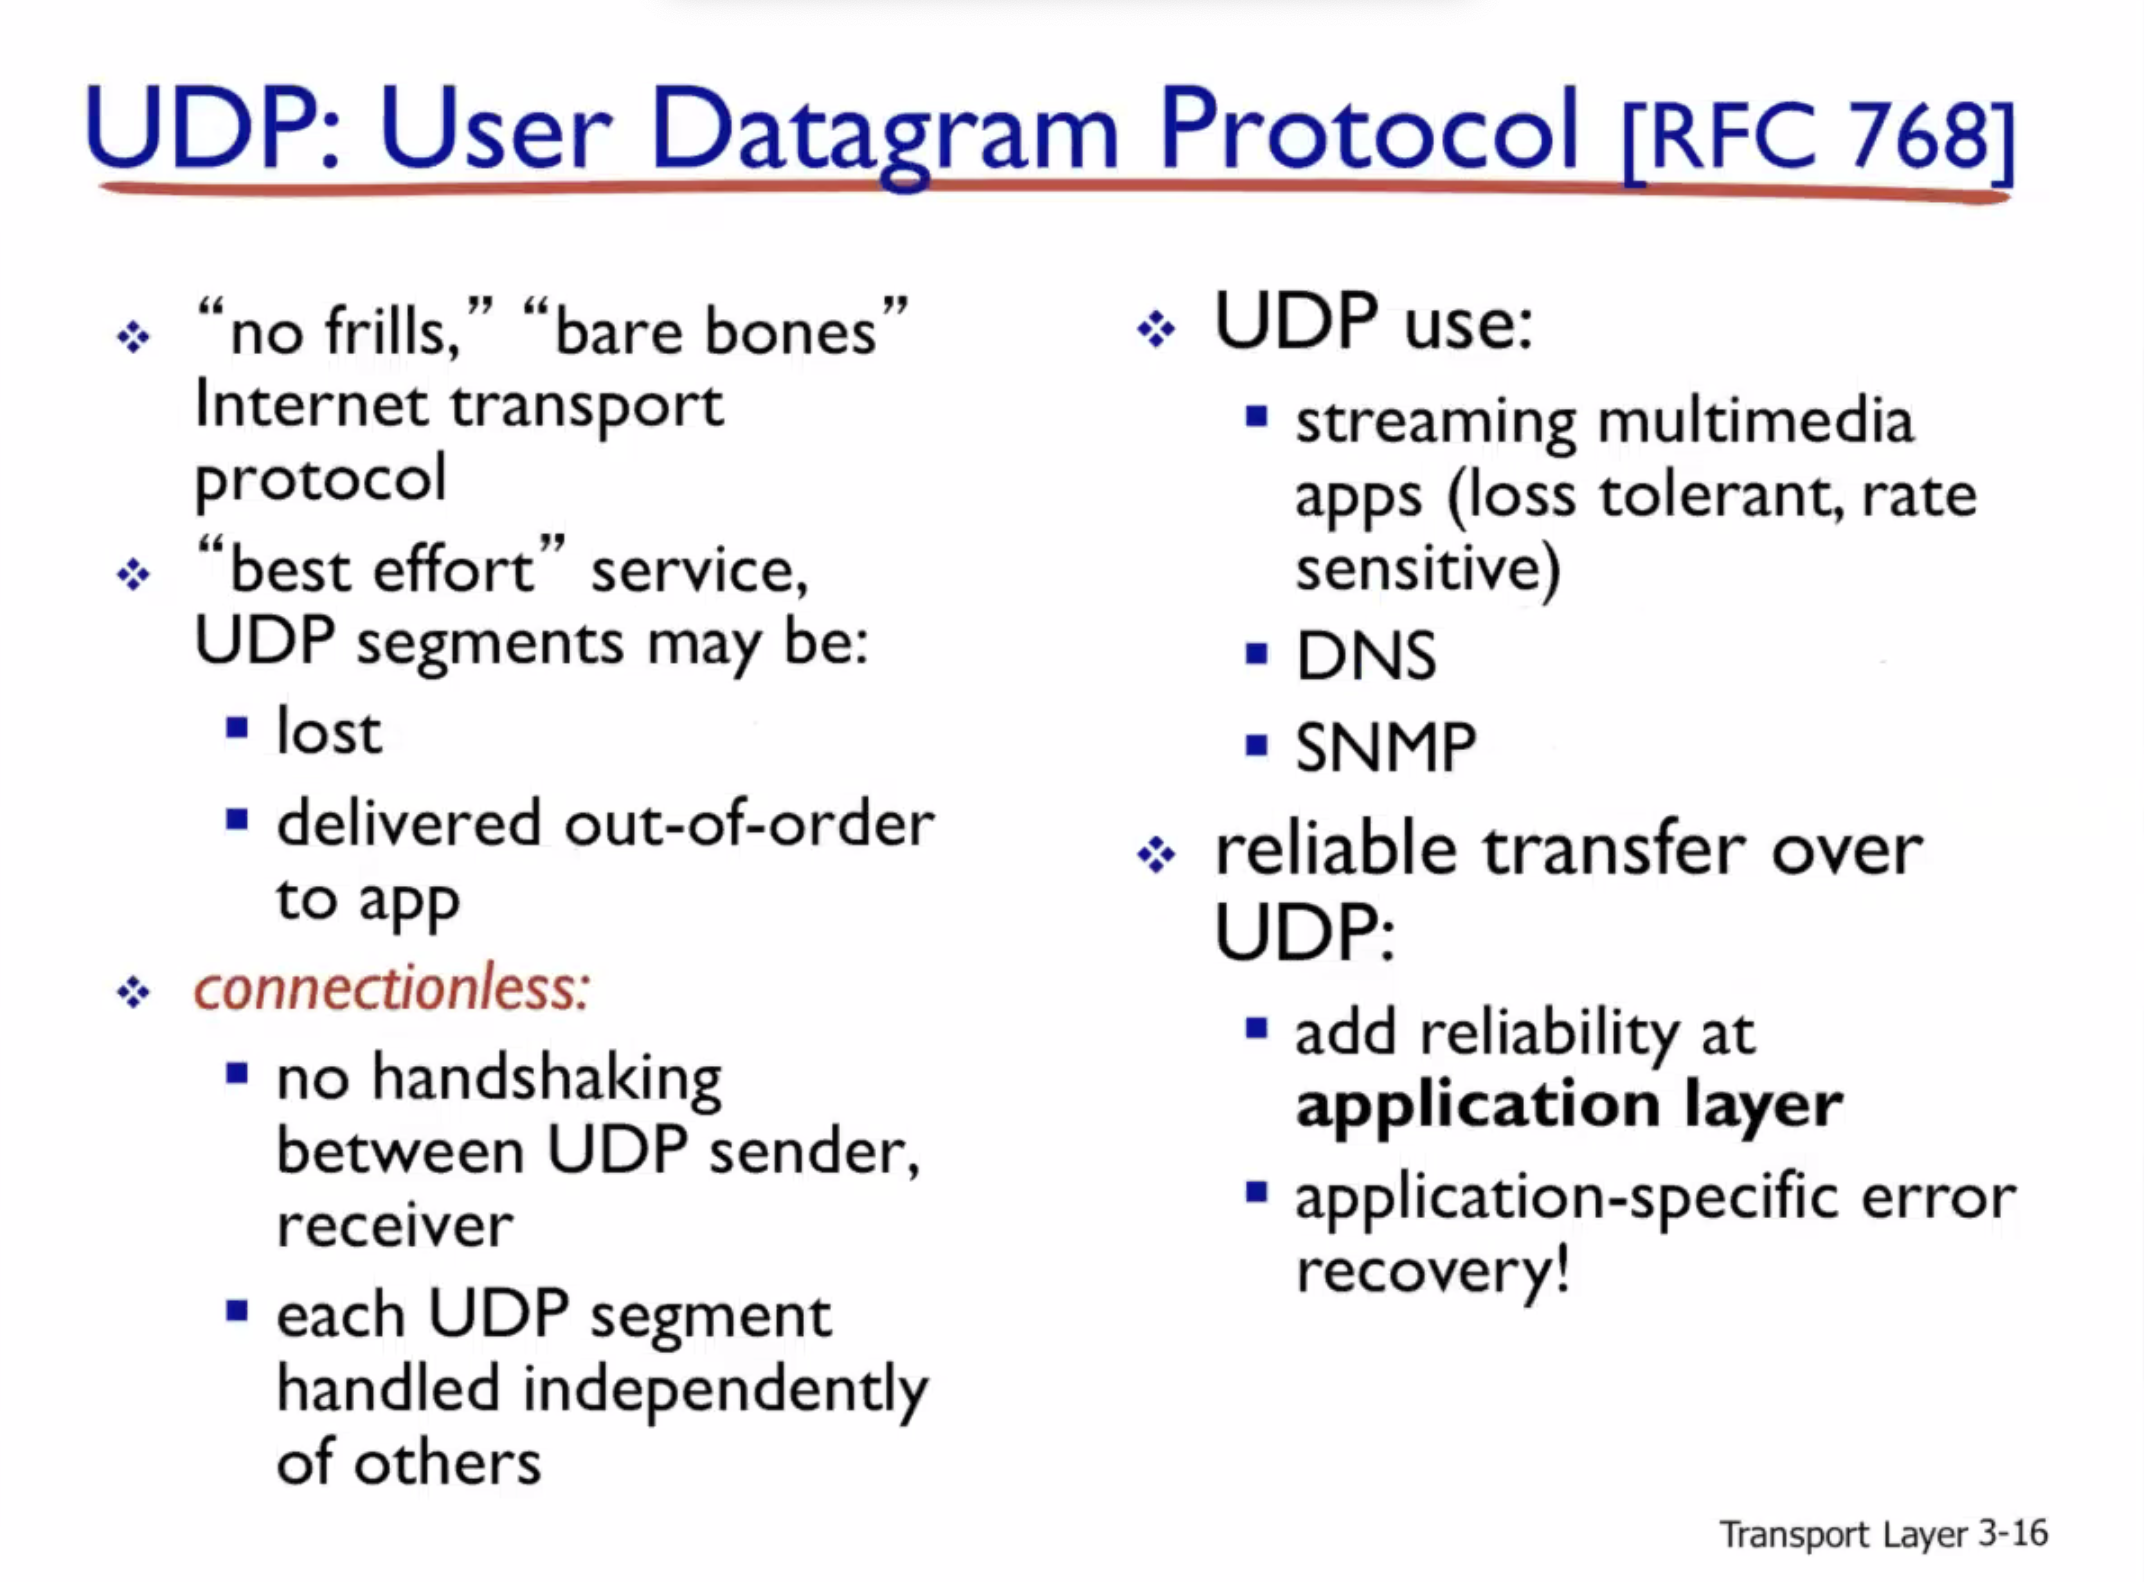 UDP: User Datagram Protocol [RFC 768]
“no frills,” “bare bones”
Internet transport
protocol
“best effort” service,
UDP segments may be:
lost
delivered out-of-order
to app
connectionless:
no handshaking
between UDP sender,
receiver
each UDP segment
handled independently
of others
UDP use:
streaming multimedia
apps (loss tolerant, rate
sensitive)
DNS
SNMP
reliable transfer over
UDP:
add reliability at
application layer
application-specific error
recovery!
Transport Layer 3-16